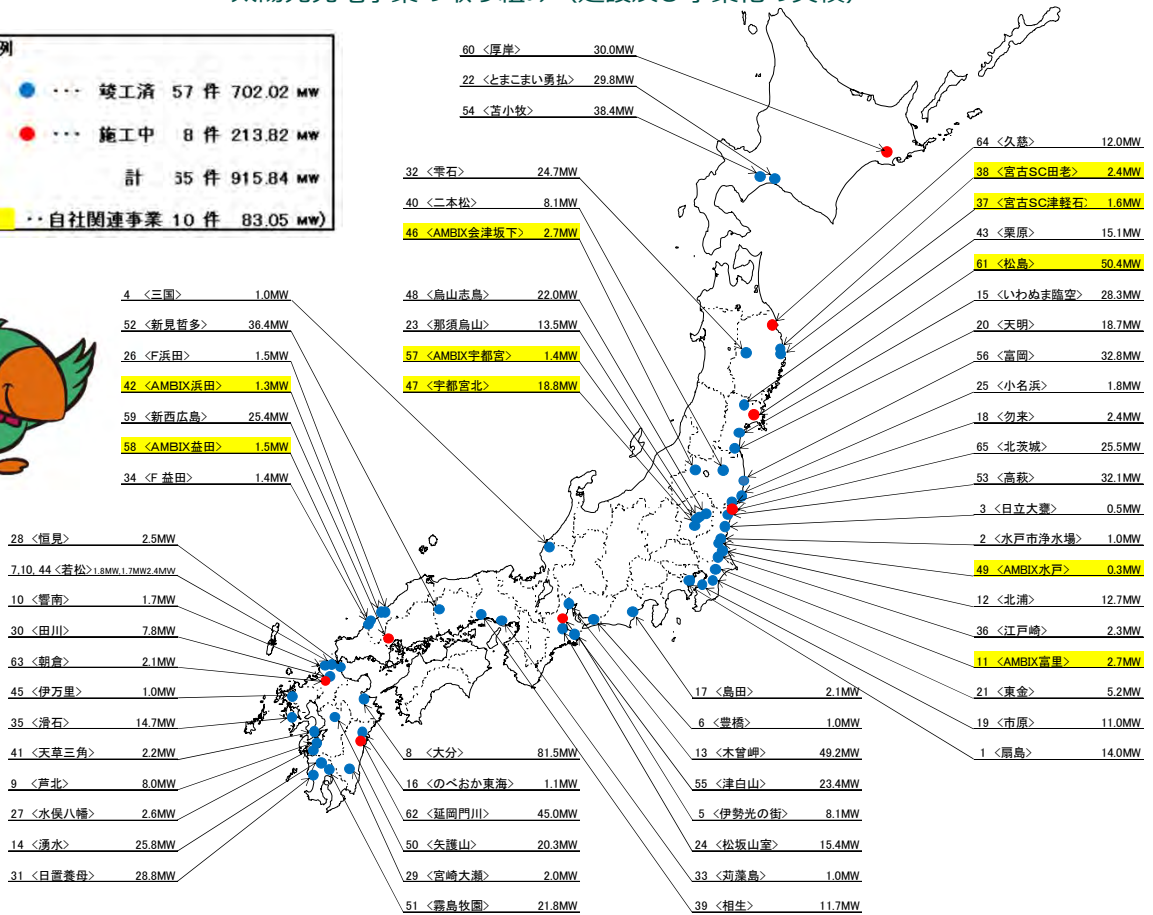 太陽光発電事業の取り組み（建設及び事業化の実績）
例
･･･ 竣工済 57 件 702.02 MW
･･･ 施工中 8 件 213.82 MW
計 65 件 915.84 MW
･･自社関連事業 10 件 83.05 MW)
60 <厚岸> 30.0MW
22 <とまこまい勇払> 29.8MW
54 <苫小牧> 38.4MW
32 <雫石> 24.7MW
40 <二本松> 8.1MW
46 <AMBIX会津坂下> 2.7MW
48 <烏山志鳥> 22.0MW
23 <那須烏山> 13.5MW
57 <AMBIX宇都宮> 1.4MW
47 <宇都宮北> 18.8MW
64 <久慈> 12.0MW
38 <宮古SC田老> 2.4MW
37 <宮古SC津軽石> 1.6MW
43 <栗原> 15.1MW
61 <松島> 50.4MW
15 <いわぬま臨空> 28.3MW
20 <天明> 18.7MW
56 <富岡> 32.8MW
25 <小名浜> 1.8MW
18 <勿来> 2.4MW
65 <北茨城> 25.5MW
53 <高萩> 32.1MW
3 <日立大甕> 0.5MW
2 <水戸市浄水場> 1.0MW
49 <AMBIX水戸> 0.3MW
12 <北浦> 12.7MW
36 <江戸崎> 2.3MW
11 <AMBIX富里> 2.7MW
21 <東金> 5.2MW
19 <市原> 11.0MW
1 <扇島> 14.0MW
4 <三国> 1.0MW
52 <新見哲多> 36.4MW
26 <F浜田> 1.5MW
42 <AMBIX浜田> 1.3MW
59 <新西広島> 25.4MW
58 <AMBIX益田> 1.5MW
34 <F 益田> 1.4MW
28 <恒見> 2.5MW
7,10, 44 <若松>1.8MW,1.7MW2.4MW
10 <響南> 1.7MW
30 <田川> 7.8MW
63 <朝倉> 2.1MW
45 <伊万里> 1.0MW
35 <滑石> 14.7MW
41 <天草三角> 2.2MW
9 <芦北> 8.0MW
27 <水俣八幡> 2.6MW
14 <湧水> 25.8MW
31 <日置養母> 28.8MW
8 <大分> 81.5MW
16 <のべおか東海> 1.1MW
62 <延岡門川> 45.0MW
50 <矢護山> 20.3MW
29 <宮崎大瀬> 2.0MW
51 <霧島牧園> 21.8MW
17 <島田> 2.1MW
6 <豊橋> 1.0MW
13 <木曾岬> 49.2MW
55 <津白山> 23.4MW
5 <伊勢光の街> 8.1MW
24 <松坂山室> 15.4MW
33 <苅藻島> 1.0MW
39 <相生> 11.7MW